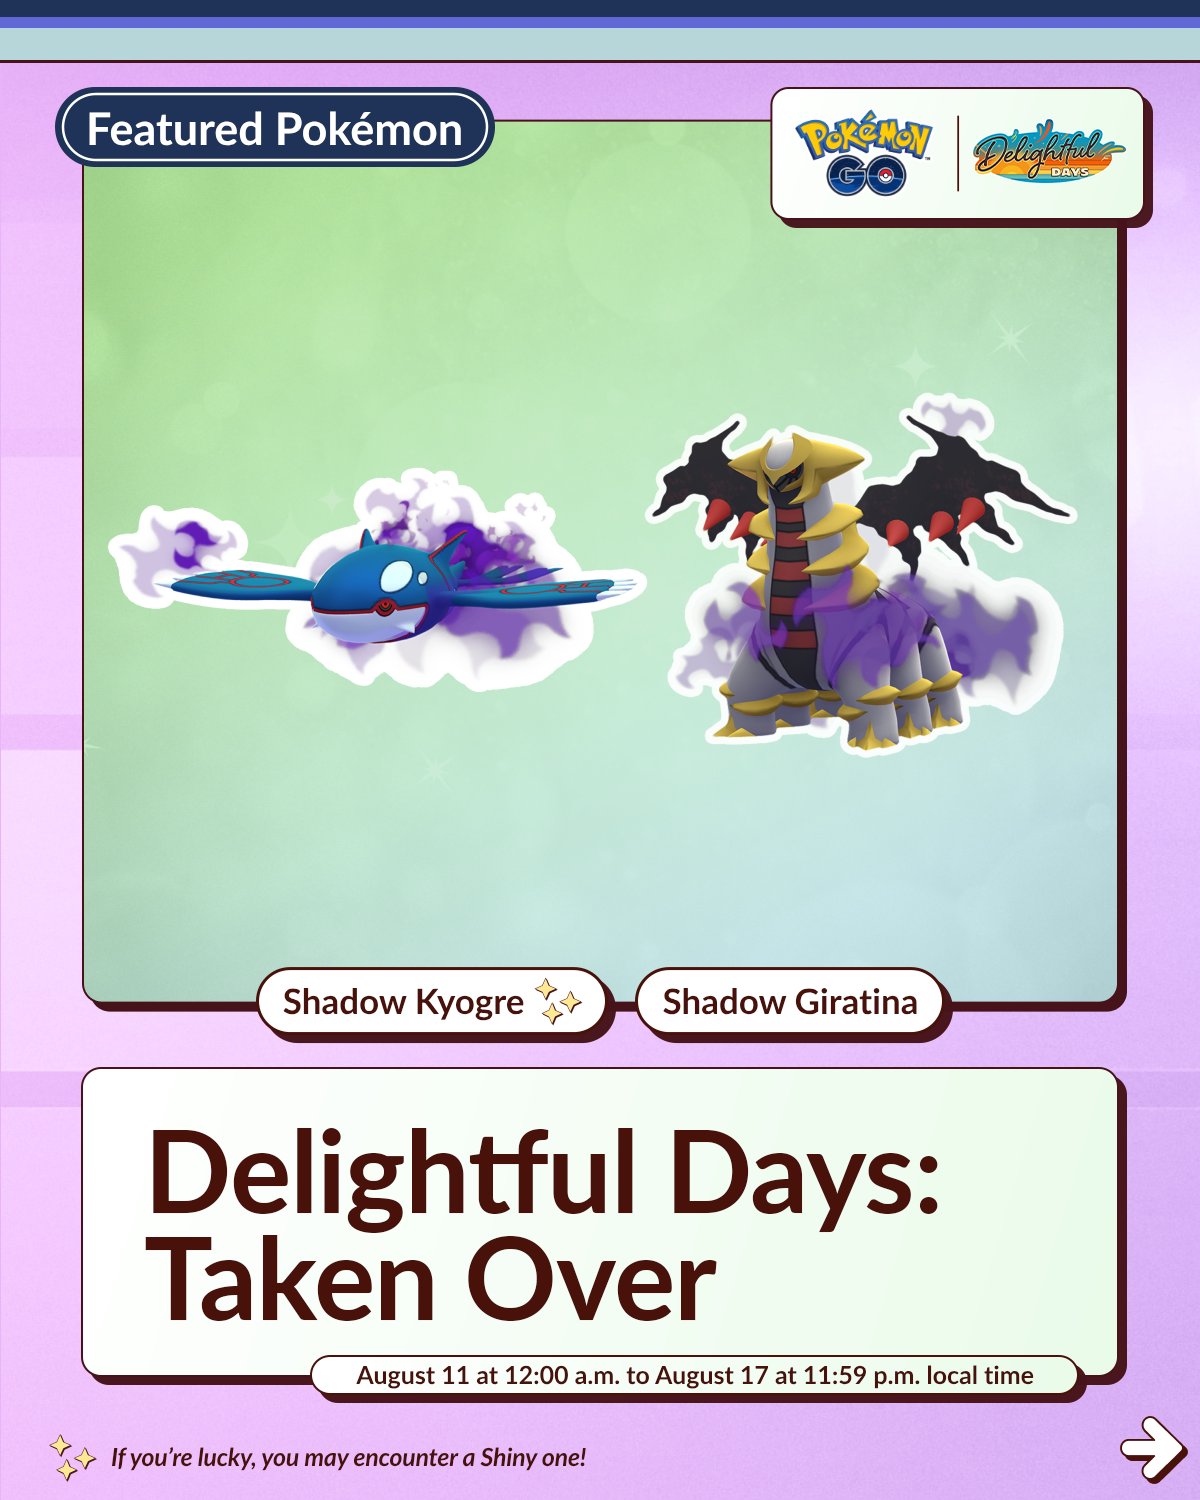 Featured Pokémon
POKéMON
GO
Delightful
DAYS
Shadow Kyogre
Shadow Giratina
Delightful Days:
Taken Over
August 11 at 12:00 a.m. to August 17 at 11:59 p.m. local time
If you’re lucky, you may encounter a Shiny one!